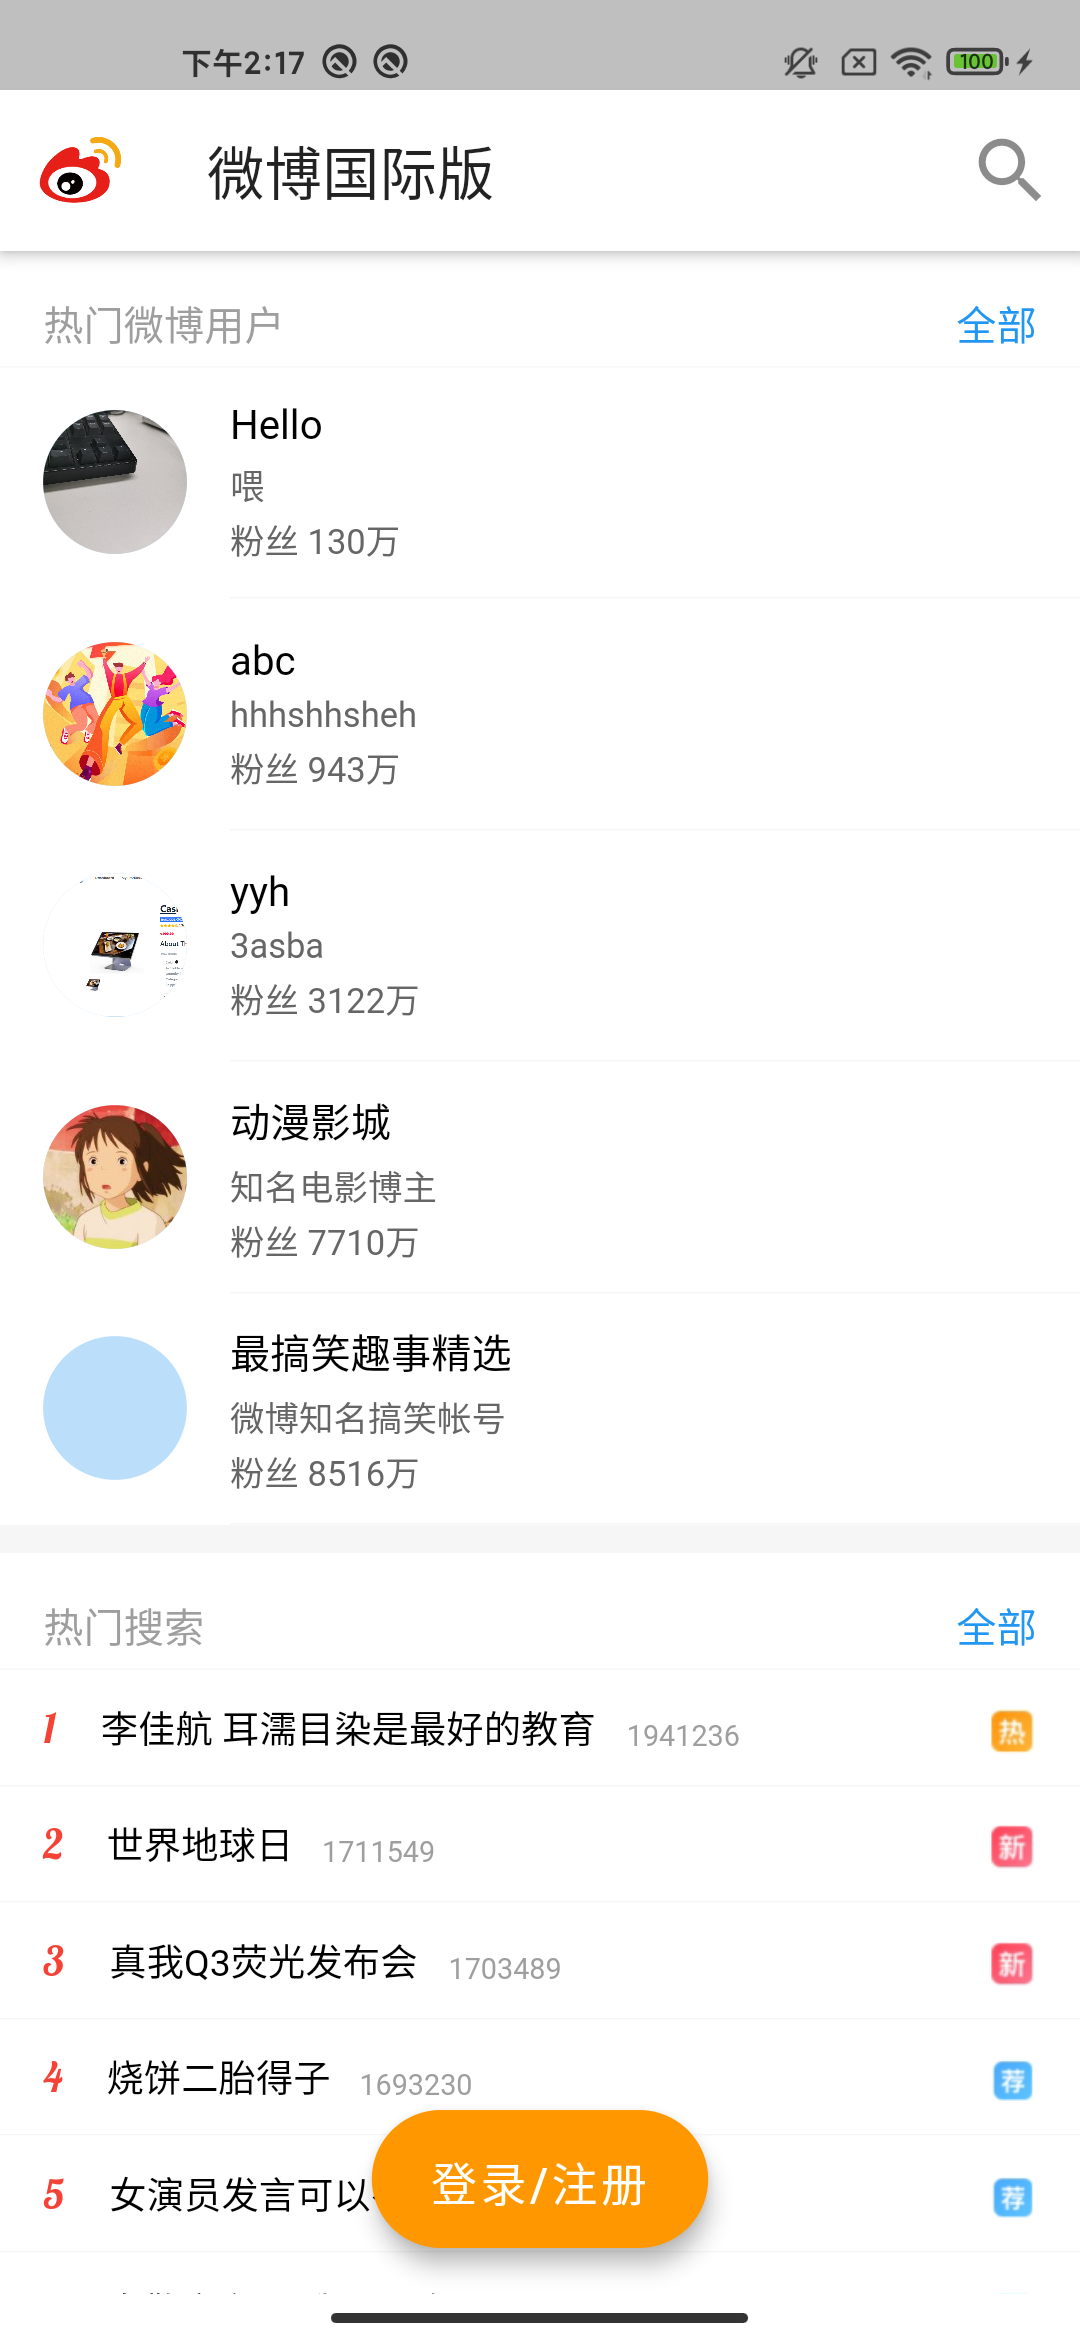 下午2:17
100
微博国际版
热门微博用户 全部
Hello
喂
粉丝 130万
abc
hhhshhsheh
粉丝 943万
yyh
3asba
粉丝 3122万
动漫影城
知名电影博主
粉丝 7710万
最搞笑趣事精选
微博知名搞笑帐号
粉丝 8516万
热门搜索 全部
1 李佳航 耳濡目染是最好的教育 1941236 热
2 世界地球日 1711549 新
3 真我Q3荧光发布会 1703489 新
4 烧饼二胎得子 1693230 荐
5 女演员发言可以 荐
登录/注册